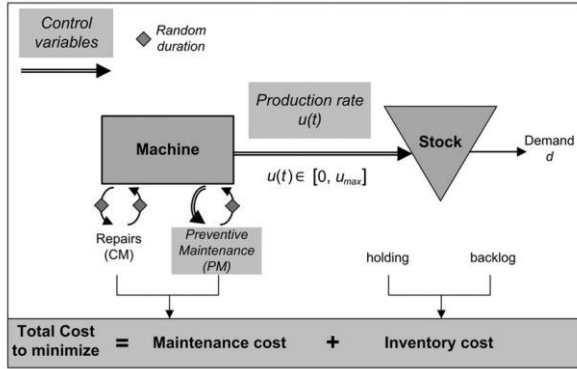 Control
variables
Random
duration
Production rate
u(t)
Machine
Stock
Demand
d
u(t) ∈ [0, umax]
Repairs
(CM)
Preventive
Maintenance
(PM)
holding
backlog
Total Cost
to minimize
= Maintenance cost + Inventory cost